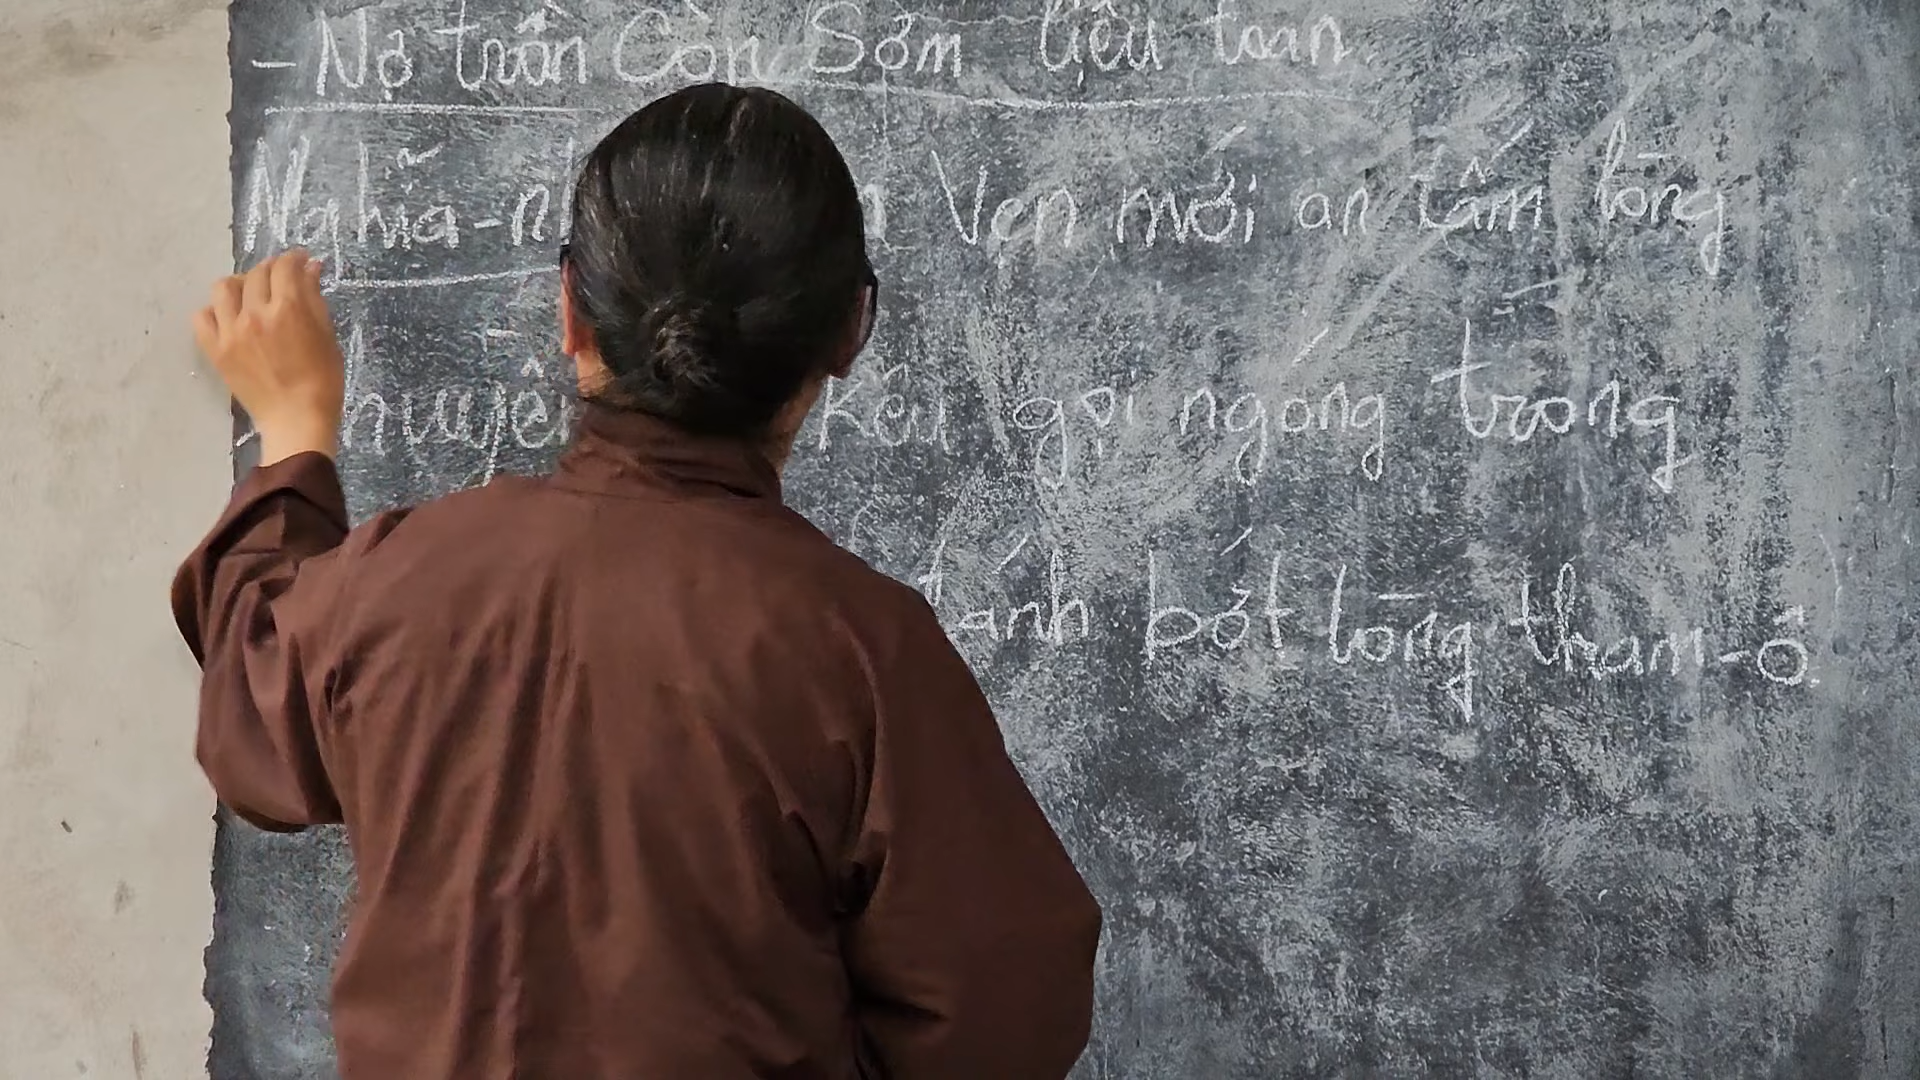 - Nợ trần Còn Sớm liệu toan.
Nghĩa Vẹn mới an tấm lòng
Kêu gọi ngóng trông
tánh bớt lòng tham-ô.